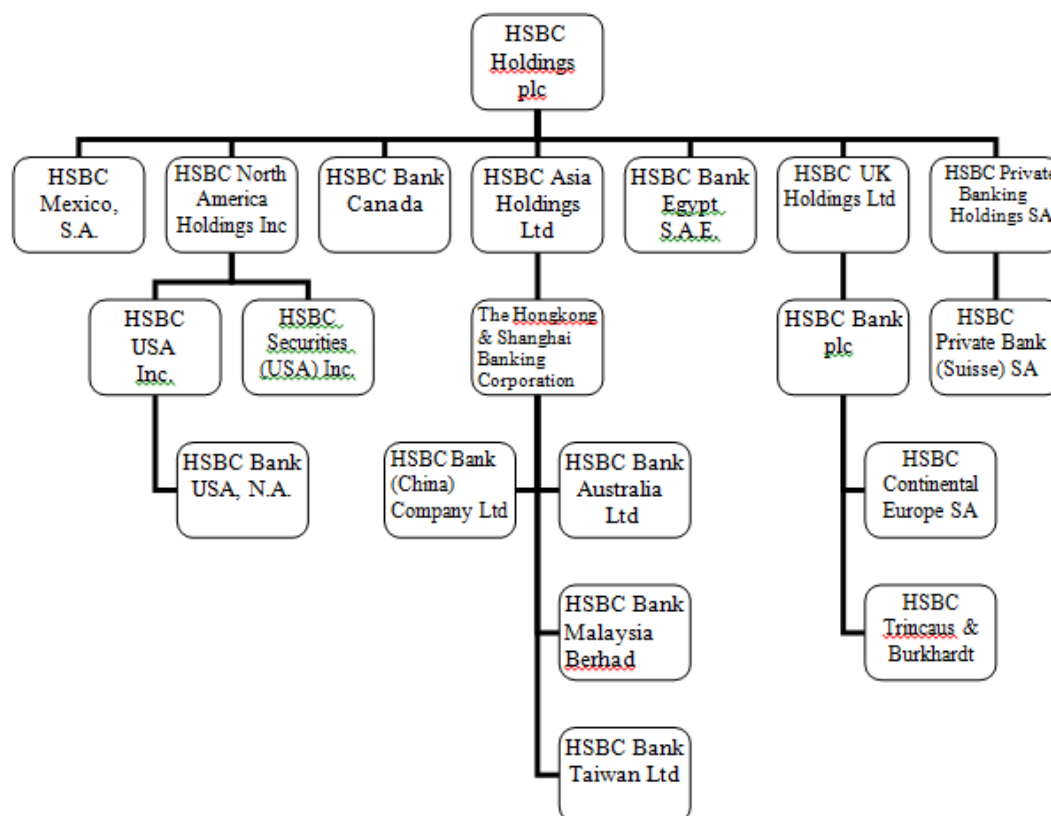 HSBC
Holdings
plc
HSBC
Mexico,
S.A.
HSBC North
America
Holdings Inc
HSBC Bank
Canada
HSBC Asia
Holdings
Ltd
HSBC Bank
Egypt
S.A.E.
HSBC UK
Holdings Ltd
HSBC Private
Banking
Holdings SA
HSBC
USA
Inc.
HSBC
Securities
(USA) Inc.
The Hongkong
& Shanghai
Banking
Corporation
HSBC Bank
plc
HSBC
Private Bank
(Suisse) SA
HSBC Bank
USA, N.A.
HSBC Bank
(China)
Company Ltd
HSBC Bank
Australia
Ltd
HSBC
Continental
Europe SA
HSBC Bank
Malaysia
Berhad
HSBC
Trincaus &
Burkhardt
HSBC Bank
Taiwan Ltd